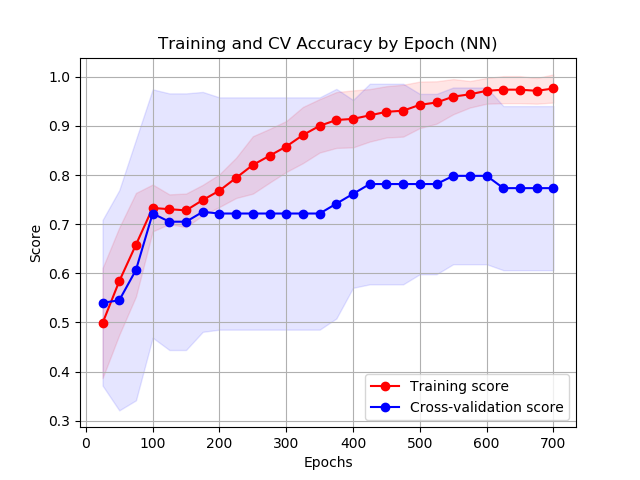 Training and CV Accuracy by Epoch (NN)
1.0
0.9
0.8
0.7
0.6
0.5
0.4
0.3
Score
0 100 200 300 400 500 600 700
Epochs
Training score
Cross-validation score